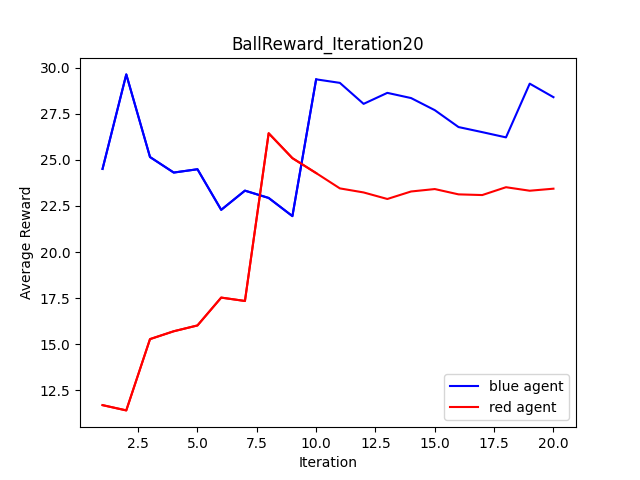 BallReward_Iteration20
30.0
27.5
25.0
22.5
20.0
17.5
15.0
12.5
Average Reward
2.5 5.0 7.5 10.0 12.5 15.0 17.5 20.0
Iteration
blue agent
red agent